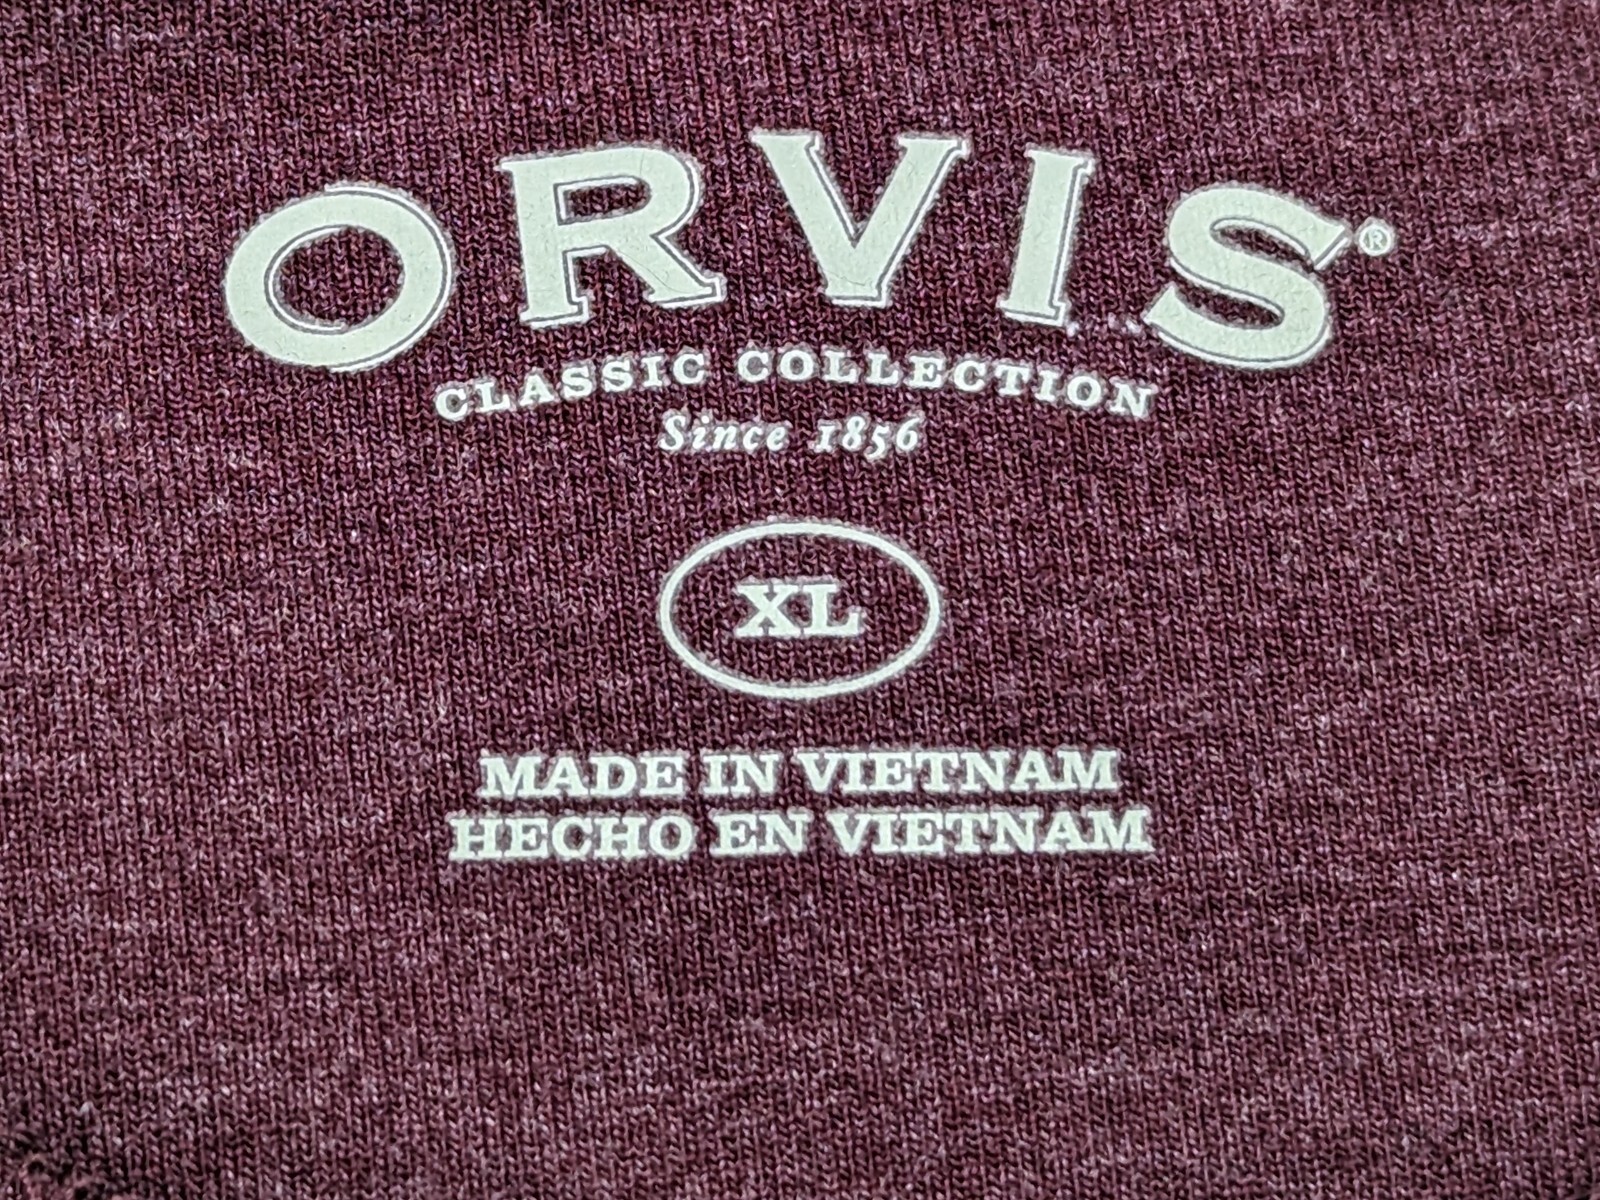 ORVIS®
CLASSIC COLLECTION
Since 1856
XL
MADE IN VIETNAM
HECHO EN VIETNAM